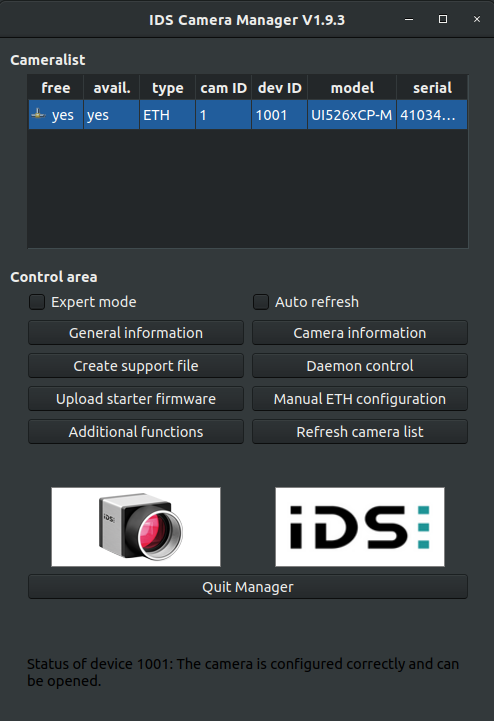 IDS Camera Manager V1.9.3
Cameralist
free avail. type cam ID dev ID model serial
yes yes ETH 1 1001 UI526xCP-M 41034...
Control area
Expert mode Auto refresh
General information Camera information
Create support file Daemon control
Upload starter firmware Manual ETH configuration
Additional functions Refresh camera list
iDS iDS
Quit Manager
Status of device 1001: The camera is configured correctly and can
be opened.